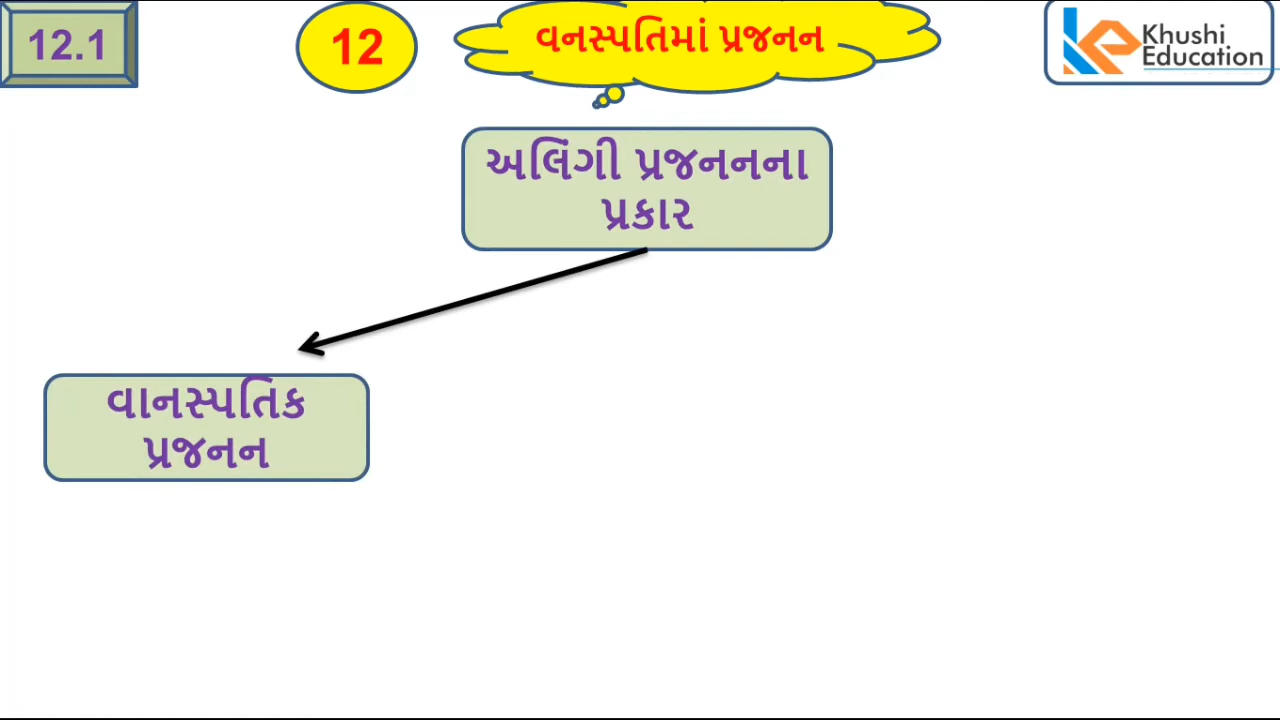 12.1
12
વનસ્પતિમાં પ્રજનન
Khushi
Education
અલિંગી પ્રજનનના
પ્રકાર
વાનસ્પતિક
પ્રજનન